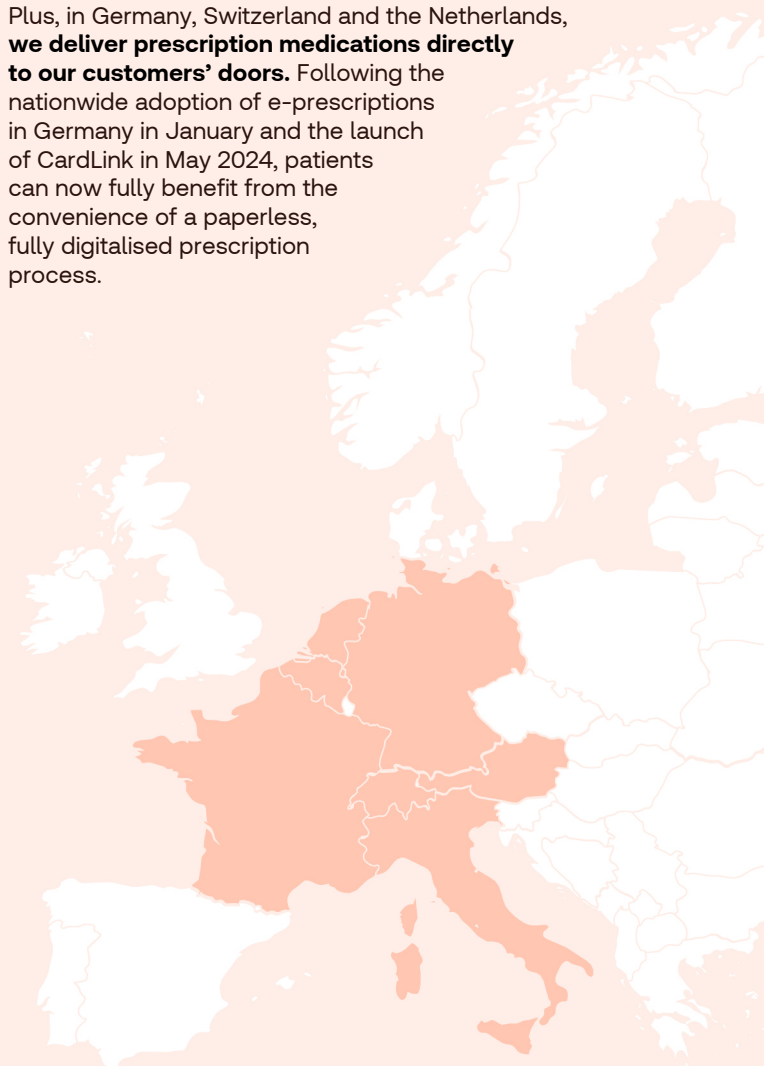 Plus, in Germany, Switzerland and the Netherlands,
we deliver prescription medications directly
to our customers’ doors. Following the
nationwide adoption of e-prescriptions
in Germany in January and the launch
of CardLink in May 2024, patients
can now fully benefit from the
convenience of a paperless,
fully digitalised prescription
process.